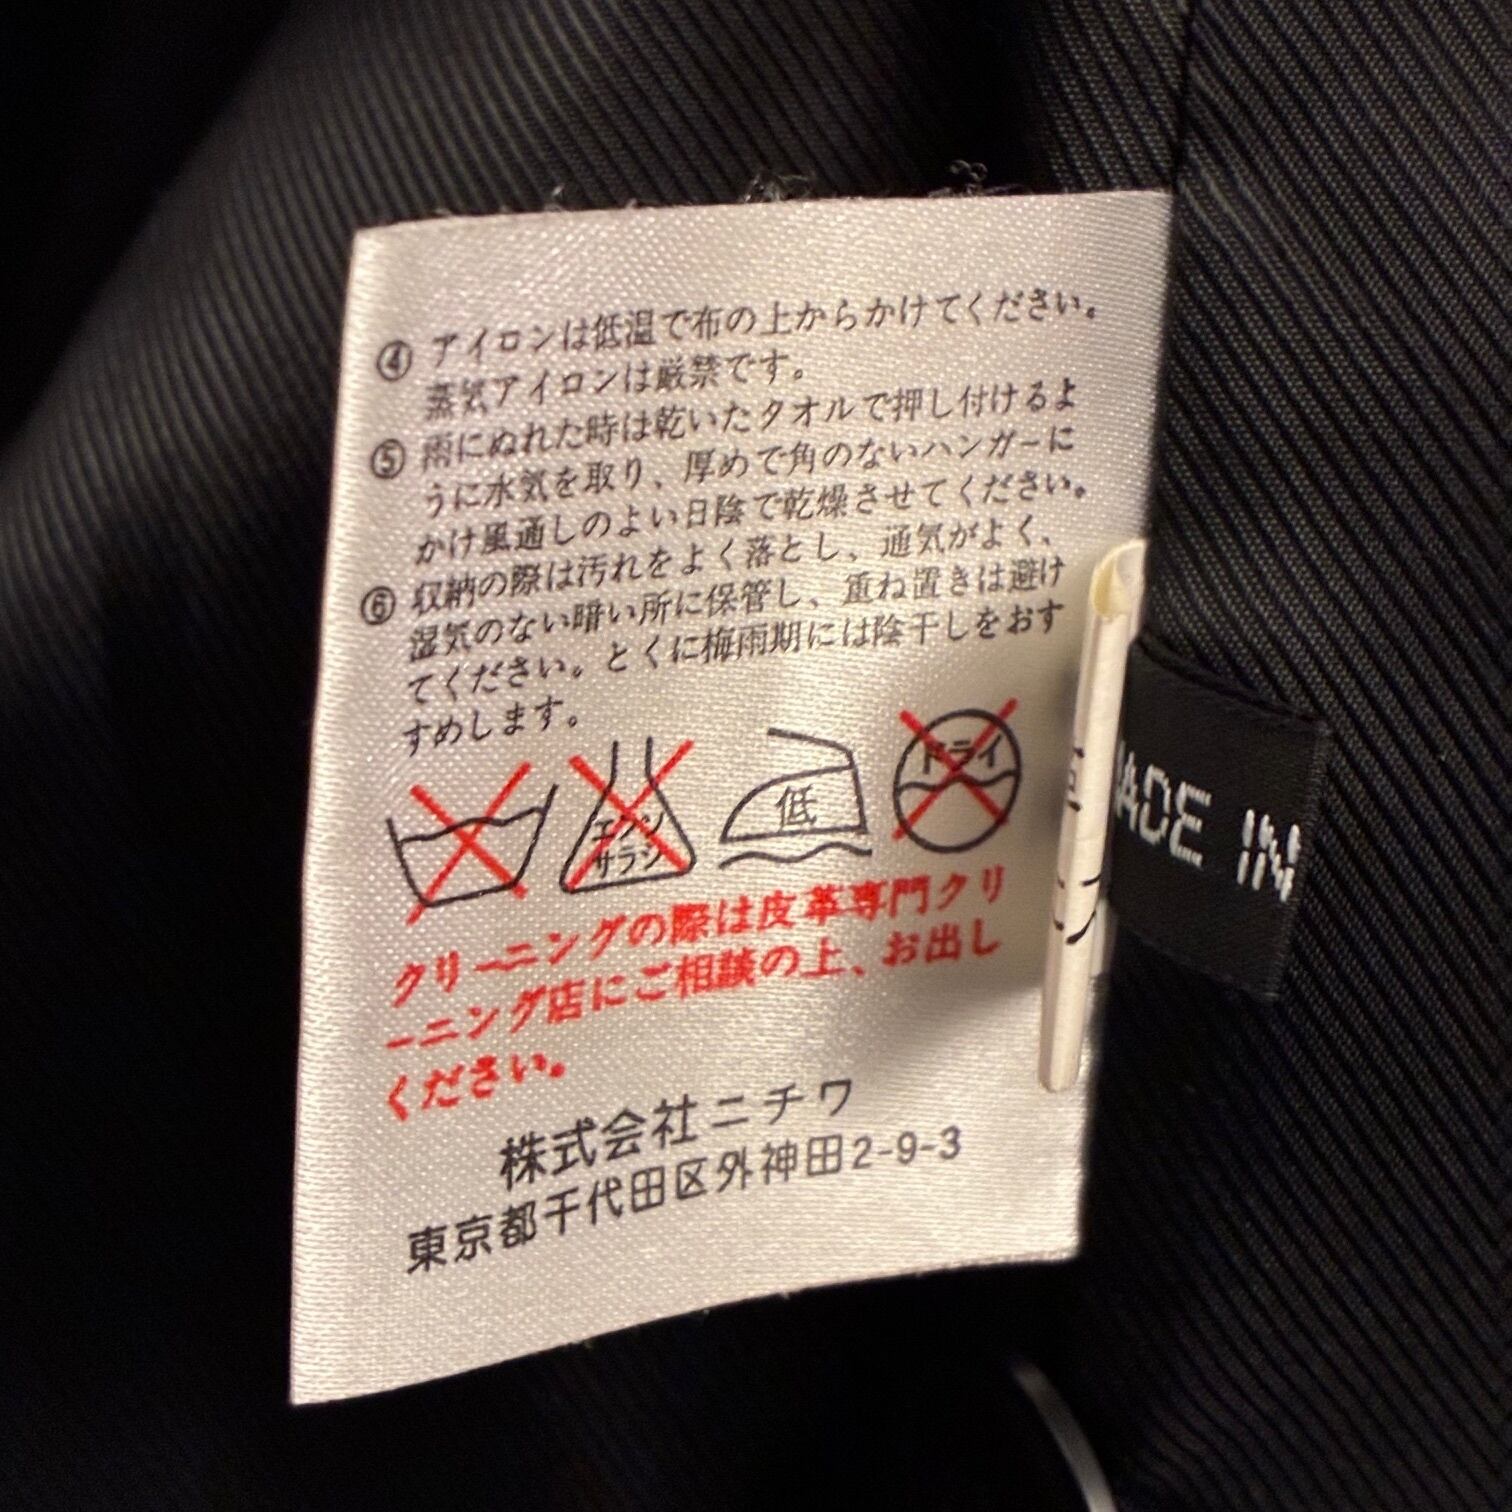 ④ アイロンは低温で布の上からかけてください。
蒸気アイロンは厳禁です。
⑤ 雨にぬれた時は乾いたタオルで押し付けるよ
うに水気を取り、厚めで角のないハンガーに
かけ風通しのよい日陰で乾燥させてください。
⑥ 収納の際は汚れをよく落とし、通気がよく、
湿気のない暗い所に保管し、重ね置きは避け
てください。とくに梅雨期には陰干しをおす
すめします。
エンソ
サラシ
低
ドライ
クリーニングの際は皮革専門クリ
ーニング店にご相談の上、お出し
ください。
株式会社ニチワ
東京都千代田区外神田2-9-3
MADE IN